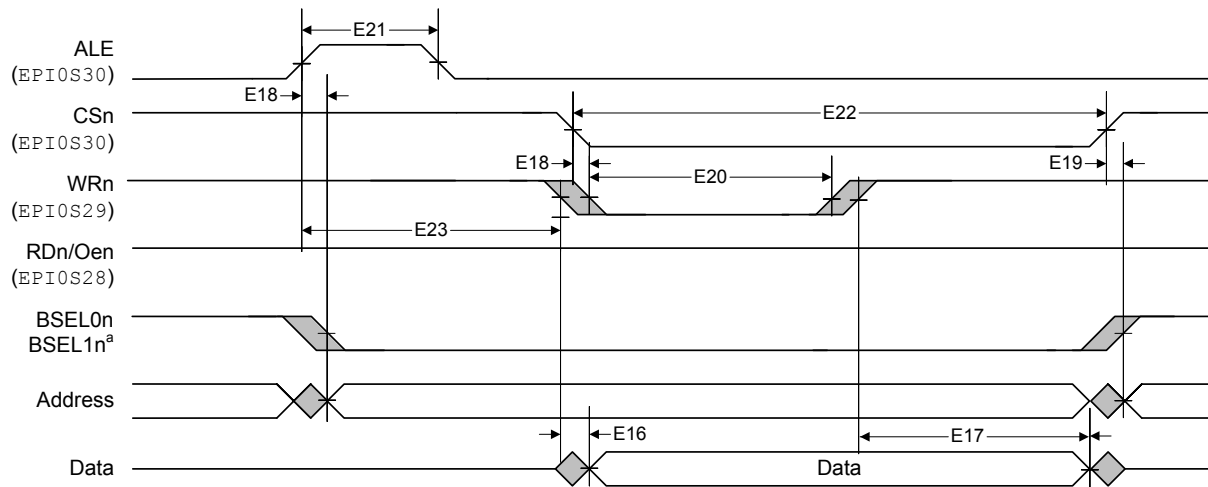 E21
ALE
(EPI0S30)
E18
CSn
E22
(EPI0S30)
E18
E19
WRn
E20
(EPI0S29)
E23
RDn/Oen
(EPI0S28)
BSEL0n
BSEL1nᵃ
Address
E16
E17
Data
Data